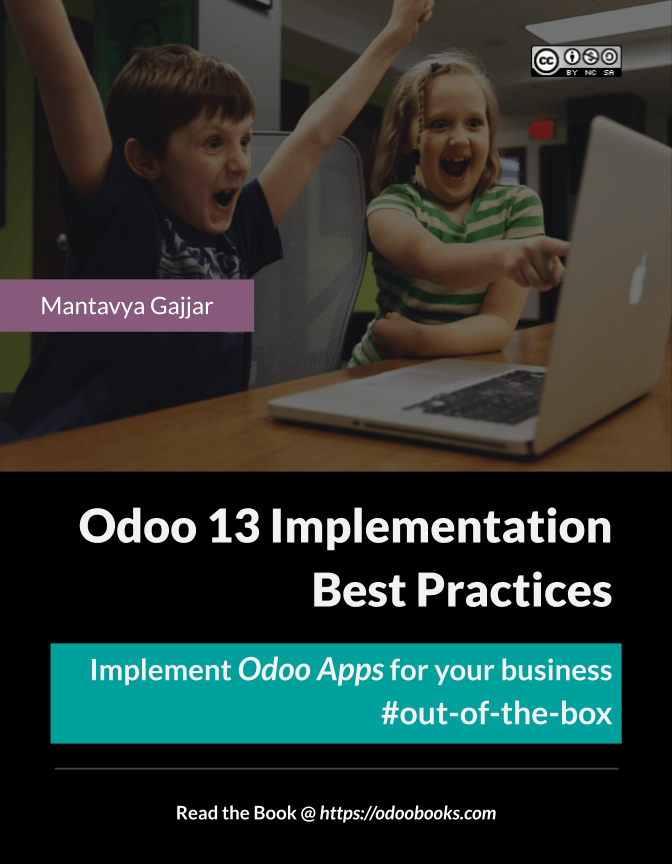 cc
BY NC SA
Mantavya Gajjar
Odoo 13 Implementation
Best Practices
Implement Odoo Apps for your business
#out-of-the-box
Read the Book @ https://odoobooks.com